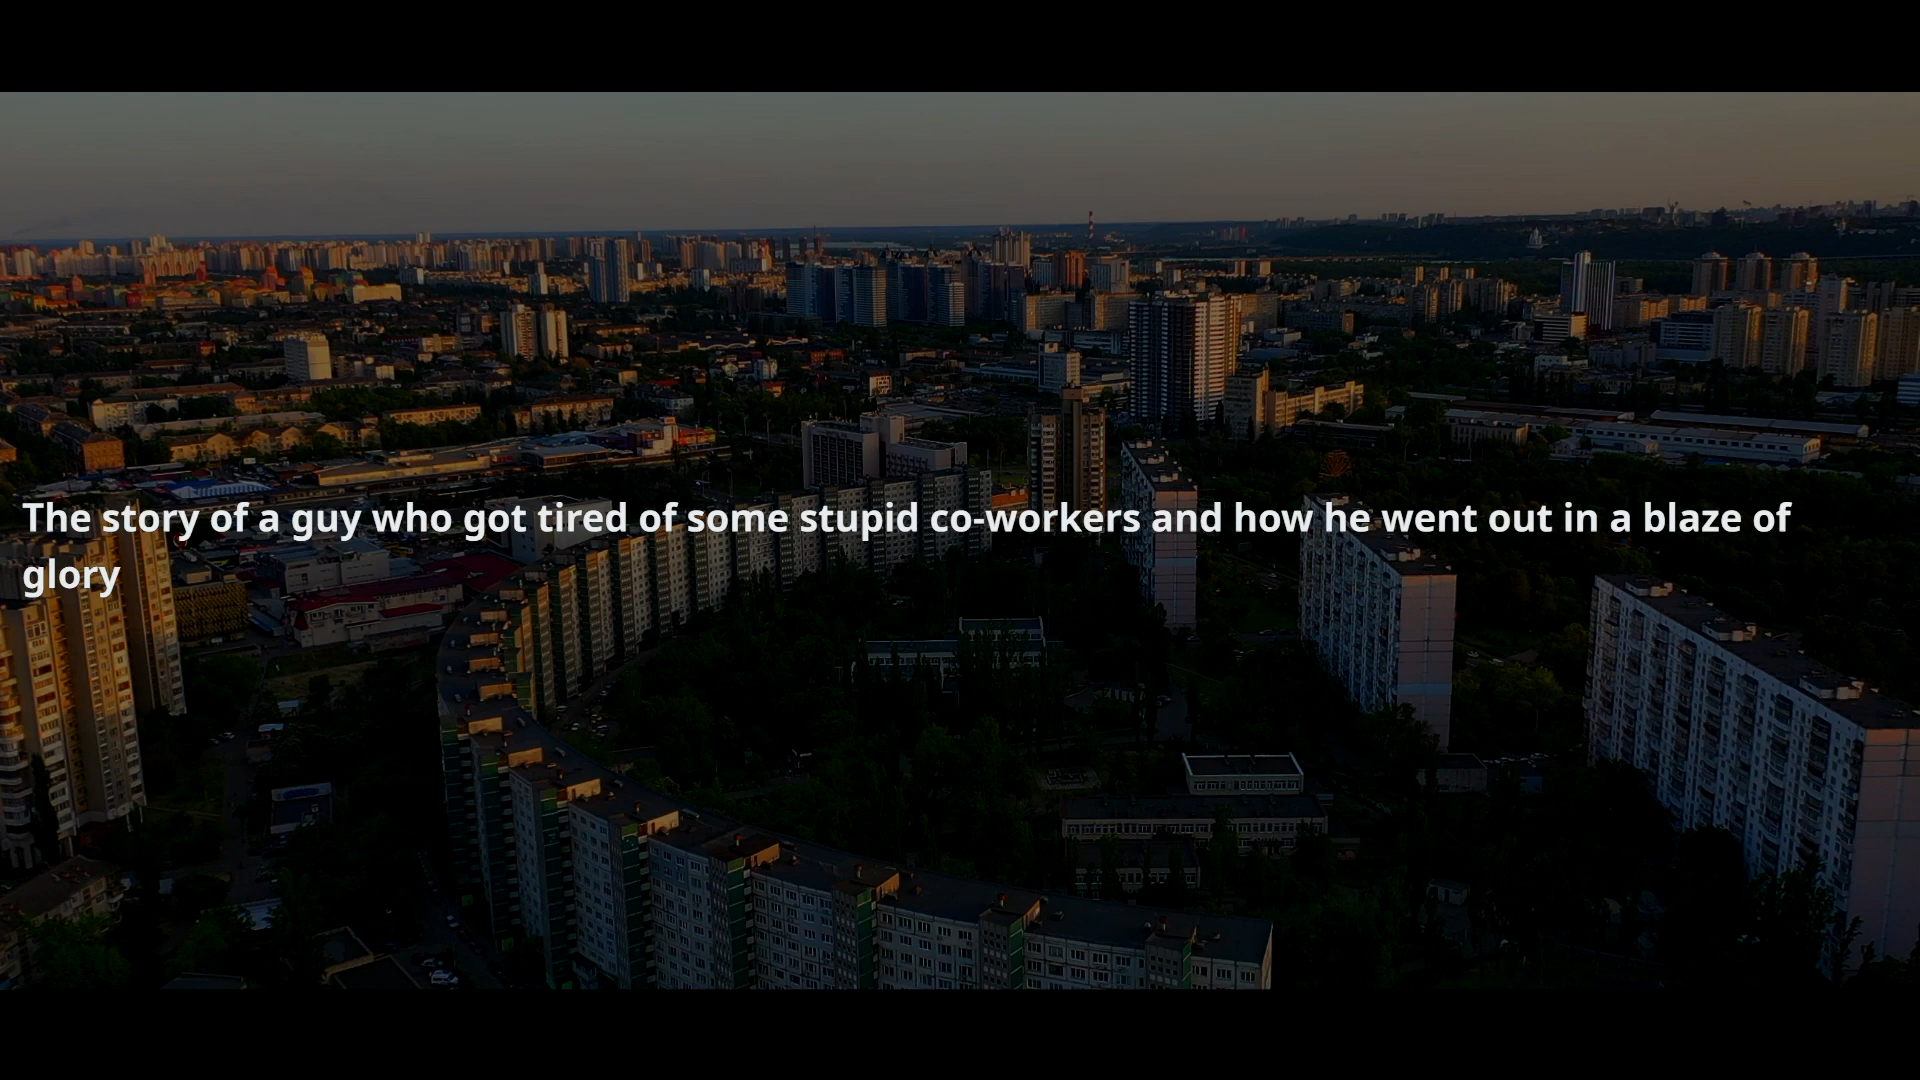 The story of a guy who got tired of some stupid co-workers and how he went out in a blaze of
glory